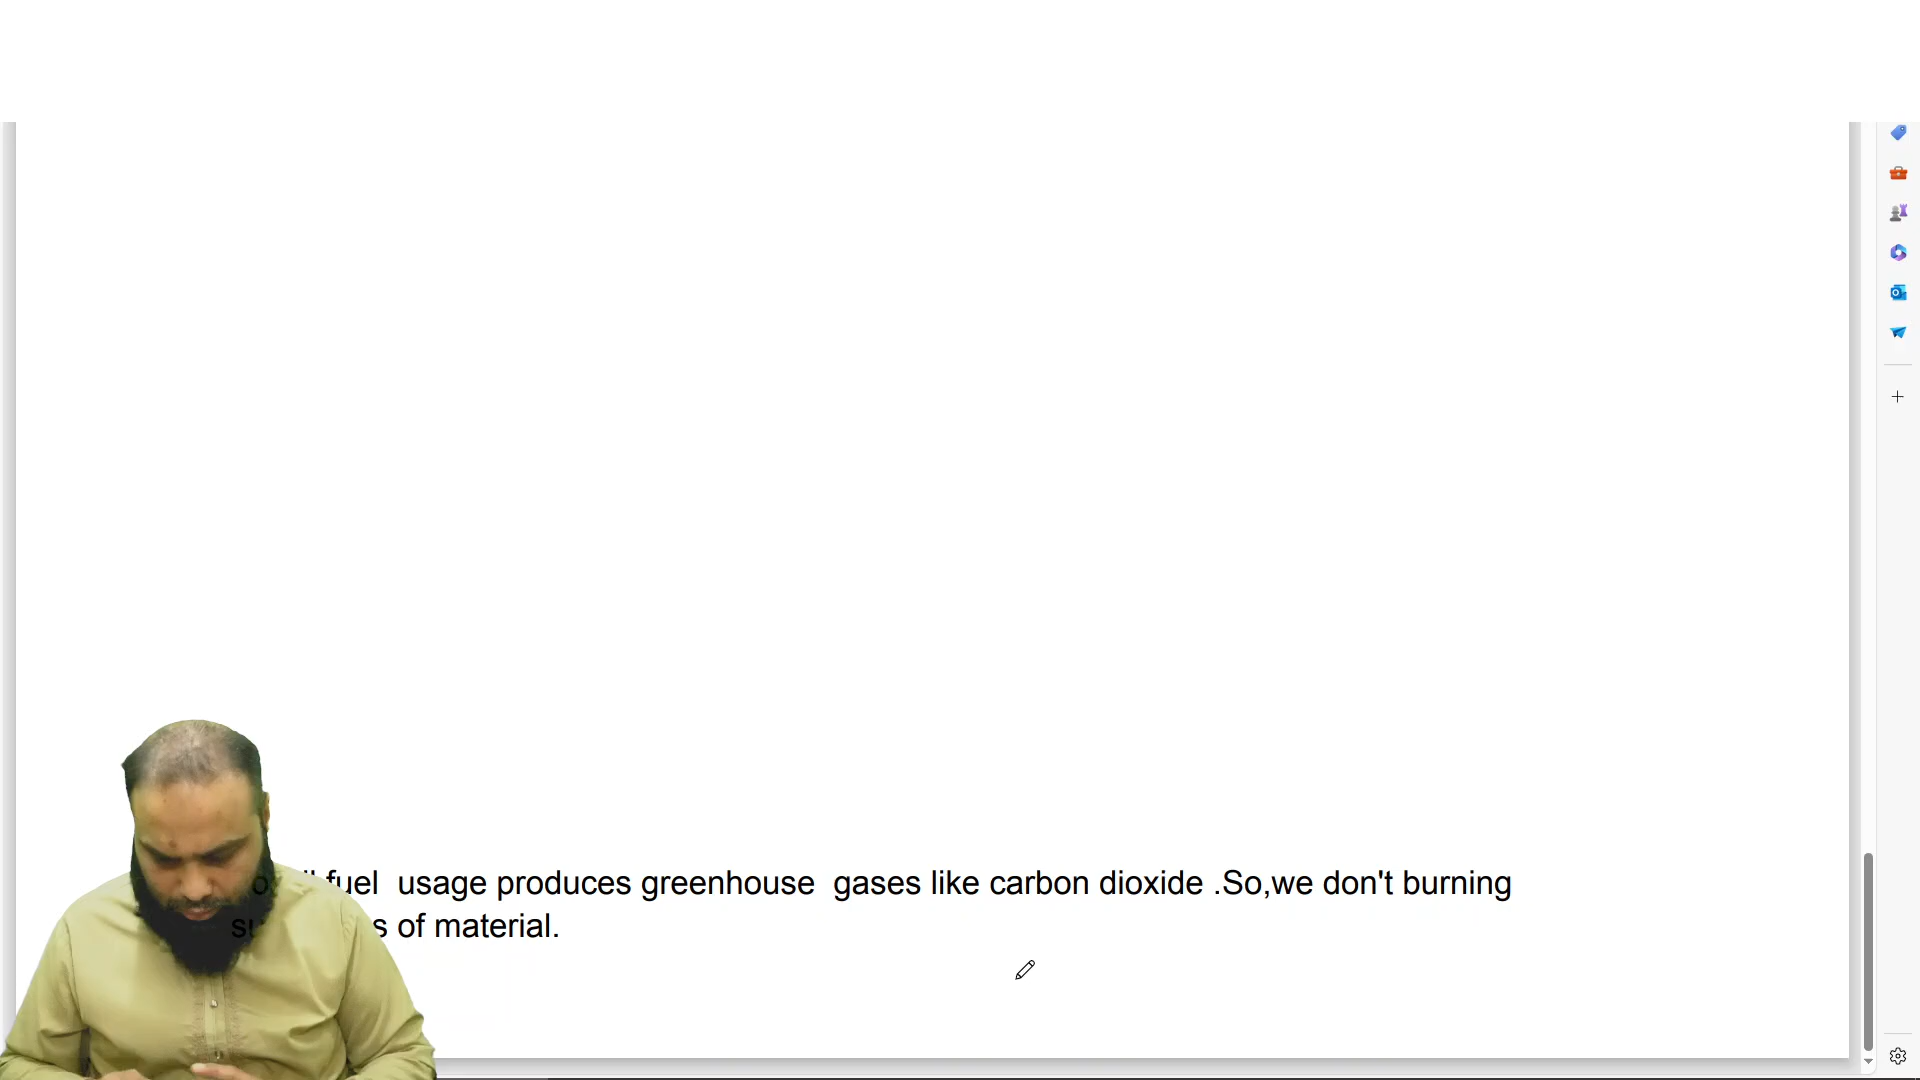 fuel  usage produces greenhouse  gases like carbon dioxide .So,we don't burning
of material.